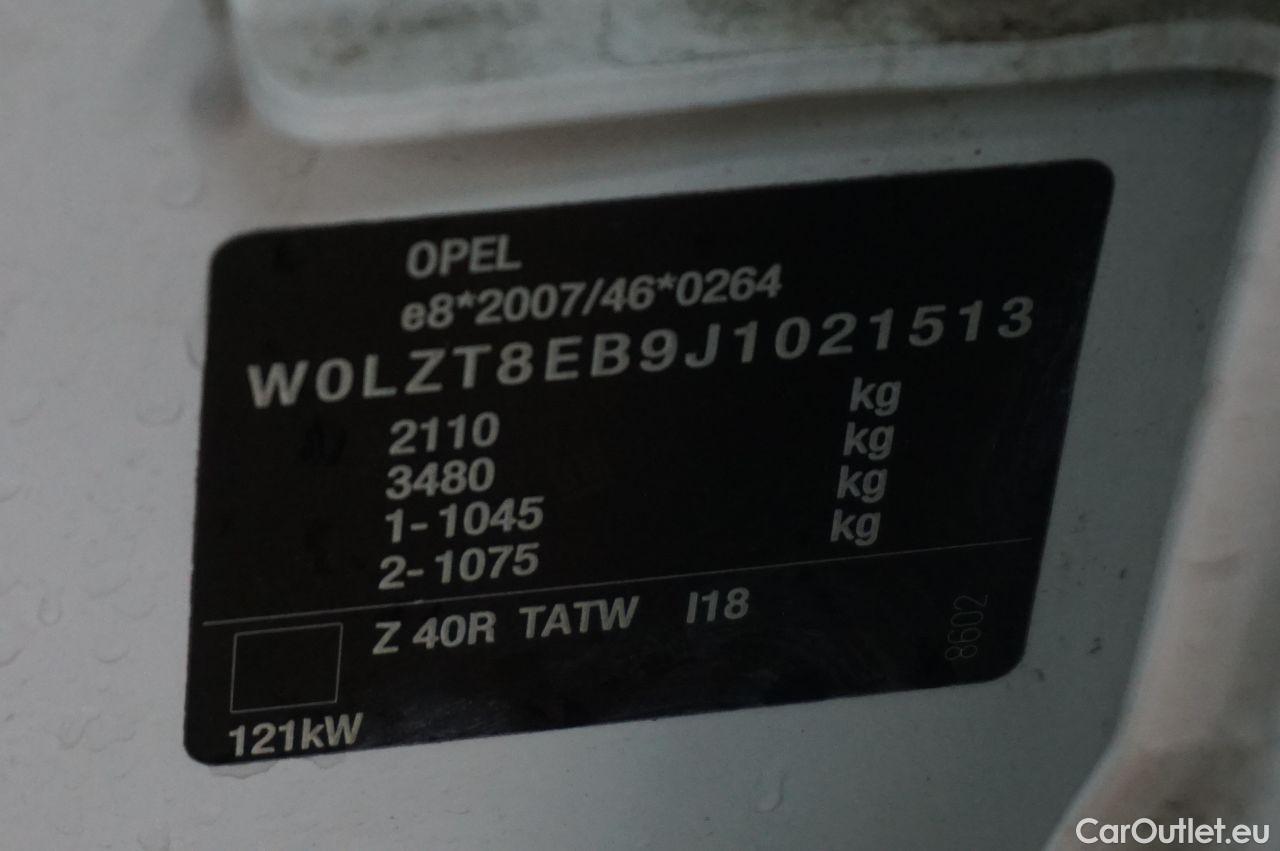 OPEL
e8*2007/46*0264
W0LZT8EB9J1021513
2110 kg
3480 kg
1-1045 kg
2-1075 kg
Z 40R TATW I18
8602
121kW
CarOutlet.eu